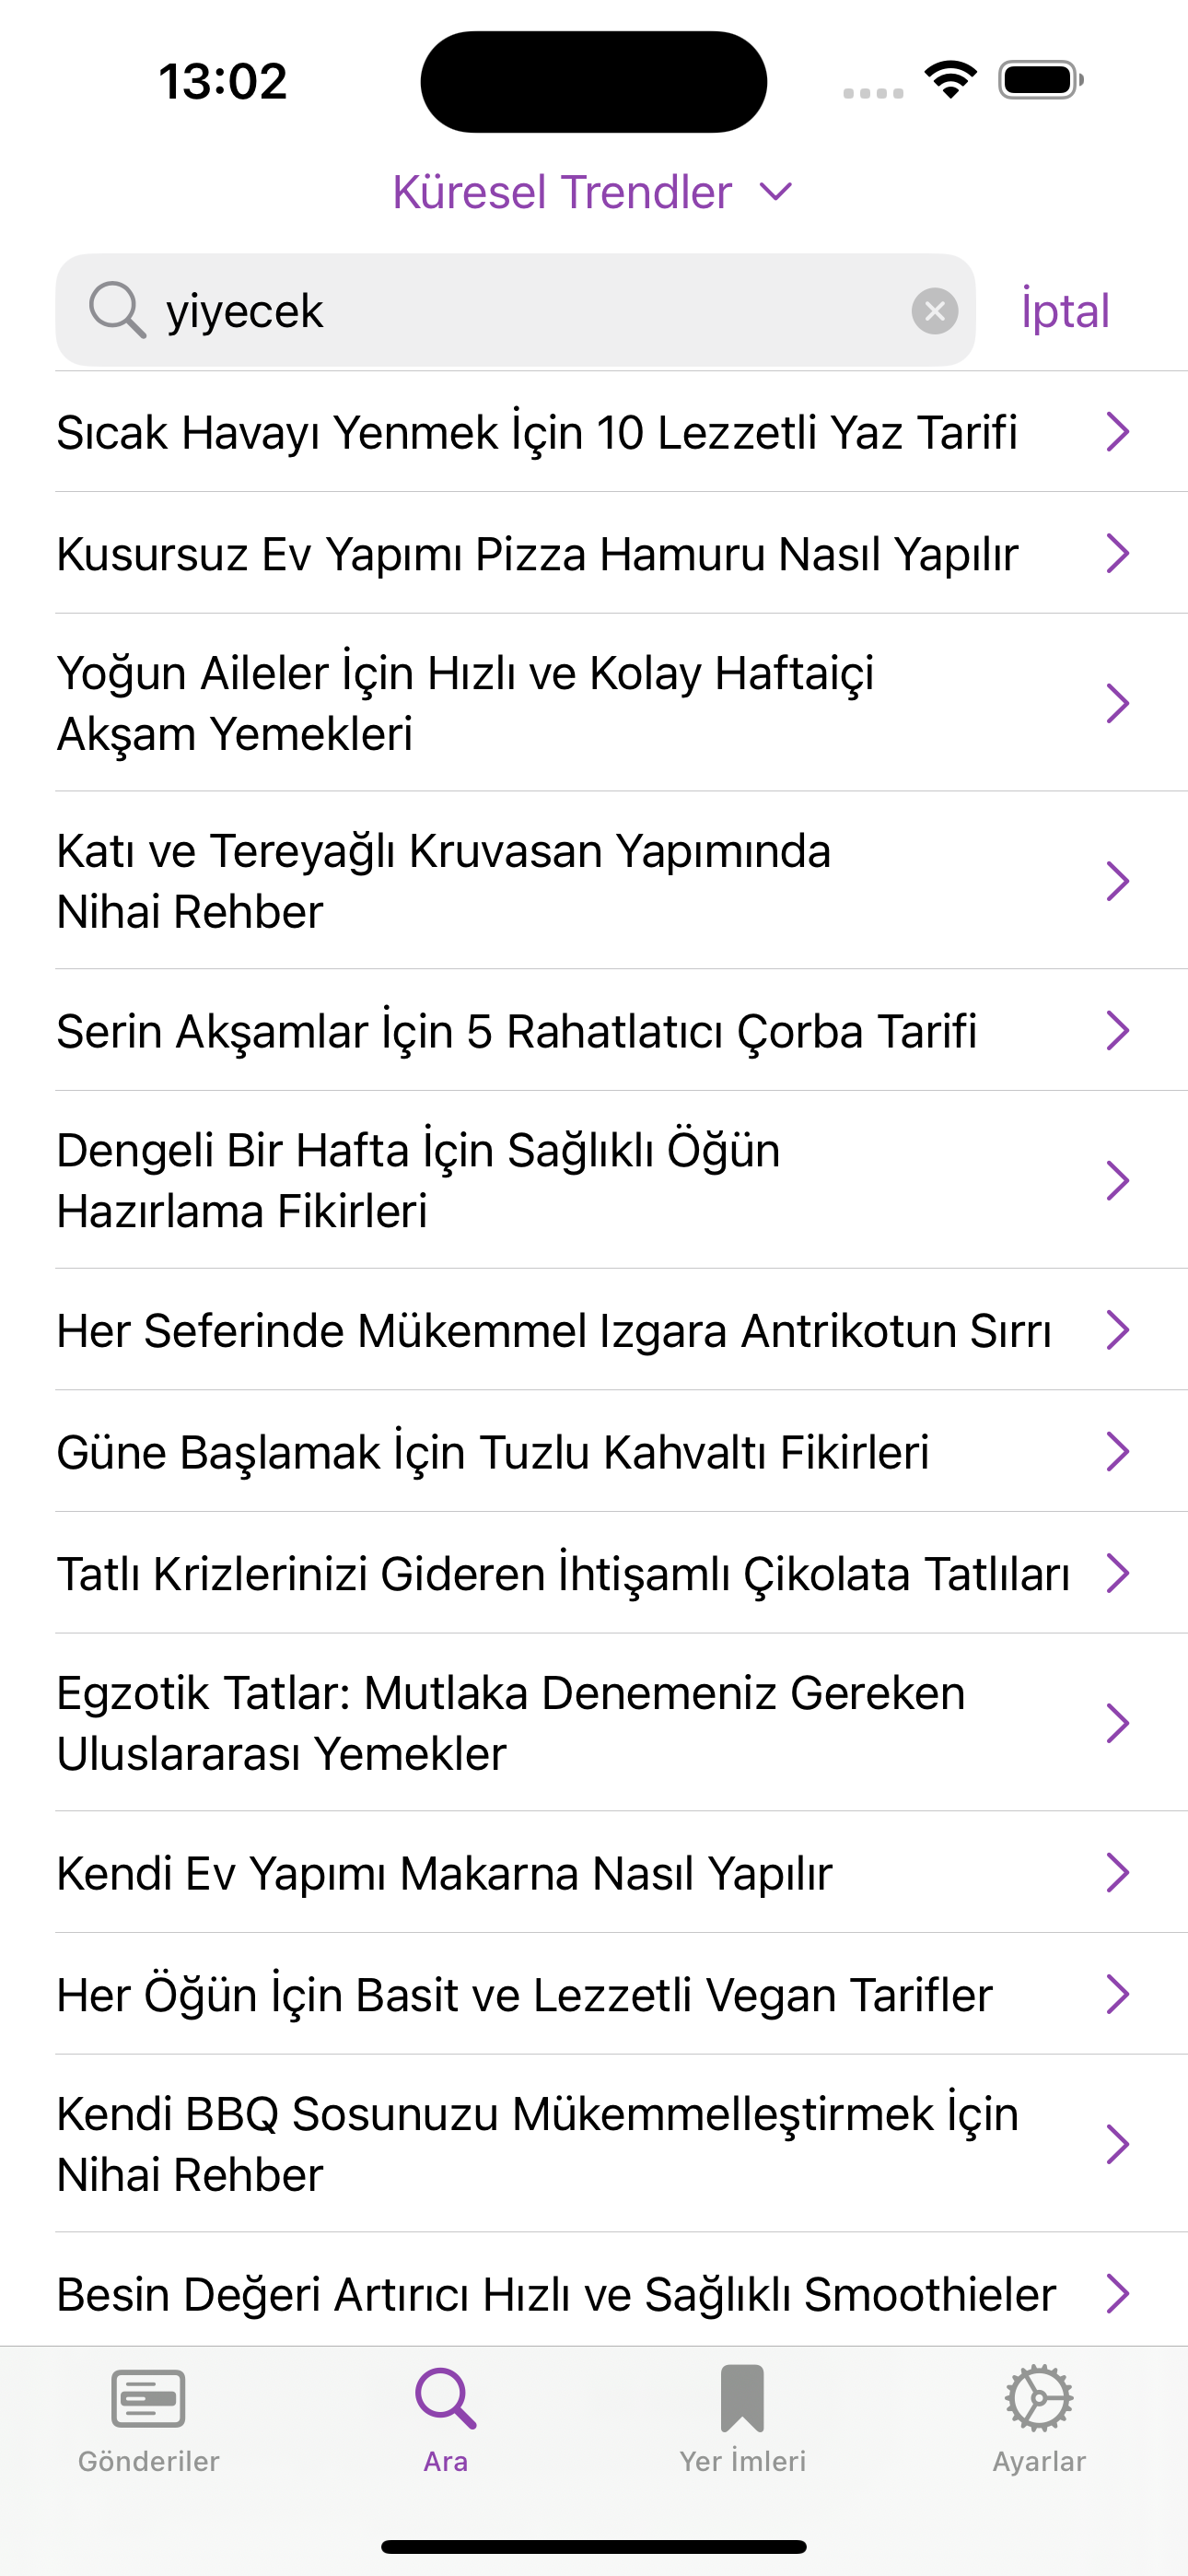 13:02
Küresel Trendler
yiyecek
İptal
Sıcak Havayı Yenmek İçin 10 Lezzetli Yaz Tarifi
Kusursuz Ev Yapımı Pizza Hamuru Nasıl Yapılır
Yoğun Aileler İçin Hızlı ve Kolay Haftaiçi
Akşam Yemekleri
Katı ve Tereyağlı Kruvasan Yapımında
Nihai Rehber
Serin Akşamlar İçin 5 Rahatlatıcı Çorba Tarifi
Dengeli Bir Hafta İçin Sağlıklı Öğün
Hazırlama Fikirleri
Her Seferinde Mükemmel Izgara Antrikotun Sırrı
Güne Başlamak İçin Tuzlu Kahvaltı Fikirleri
Tatlı Krizlerinizi Gideren İhtişamlı Çikolata Tatlıları
Egzotik Tatlar: Mutlaka Denemeniz Gereken
Uluslararası Yemekler
Kendi Ev Yapımı Makarna Nasıl Yapılır
Her Öğün İçin Basit ve Lezzetli Vegan Tarifler
Kendi BBQ Sosunuzu Mükemmelleştirmek İçin
Nihai Rehber
Besin Değeri Artırıcı Hızlı ve Sağlıklı Smoothieler
Gönderiler
Ara
Yer İmleri
Ayarlar